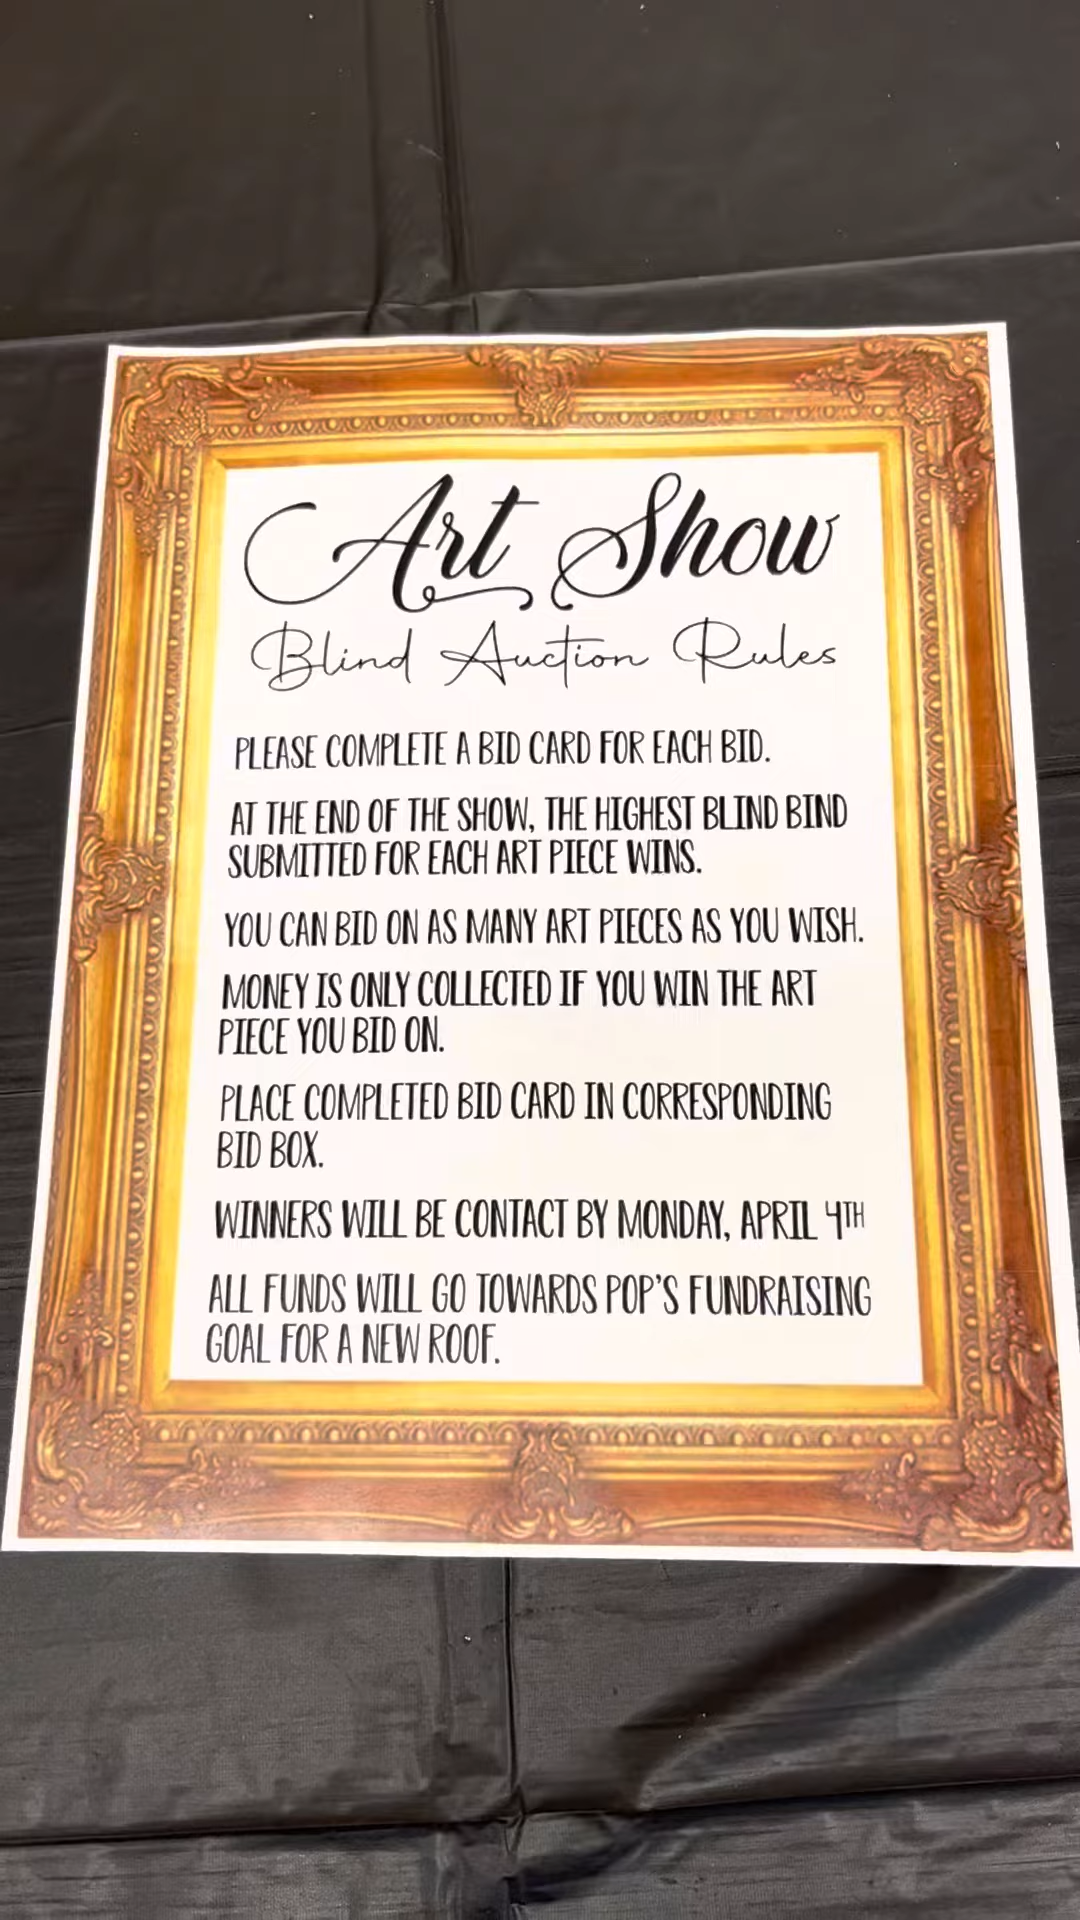 Art Show
Blind Auction Rules
PLEASE COMPLETE A BID CARD FOR EACH BID.
AT THE END OF THE SHOW, THE HIGHEST BLIND BIND
SUBMITTED FOR EACH ART PIECE WINS.
YOU CAN BID ON AS MANY ART PIECES AS YOU WISH.
MONEY IS ONLY COLLECTED IF YOU WIN THE ART
PIECE YOU BID ON.
PLACE COMPLETED BID CARD IN CORRESPONDING
BID BOX.
WINNERS WILL BE CONTACT BY MONDAY, APRIL 4TH
ALL FUNDS WILL GO TOWARDS POP'S FUNDRAISING
GOAL FOR A NEW ROOF.